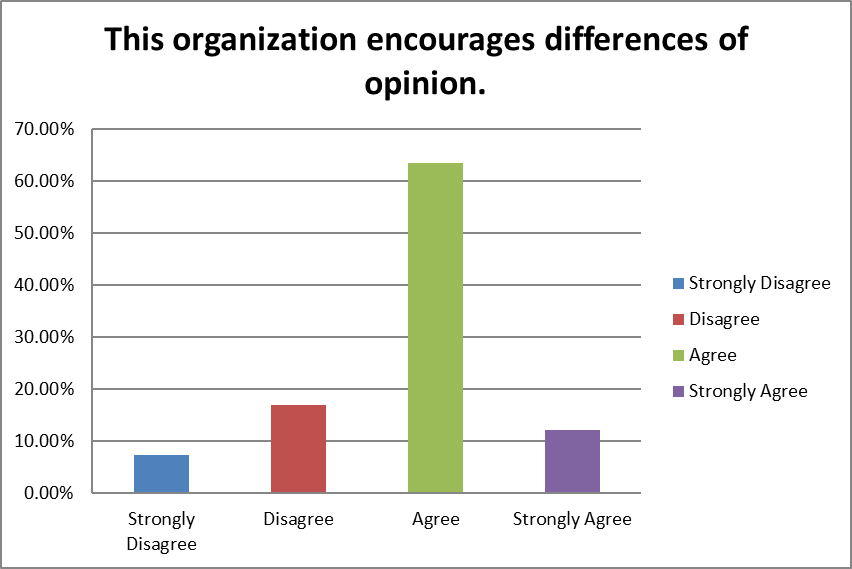 This organization encourages differences of
opinion.
70.00%
60.00%
50.00%
40.00%
30.00%
20.00%
10.00%
0.00%
Strongly
Disagree
Disagree
Agree
Strongly Agree
Strongly Disagree
Disagree
Agree
Strongly Agree